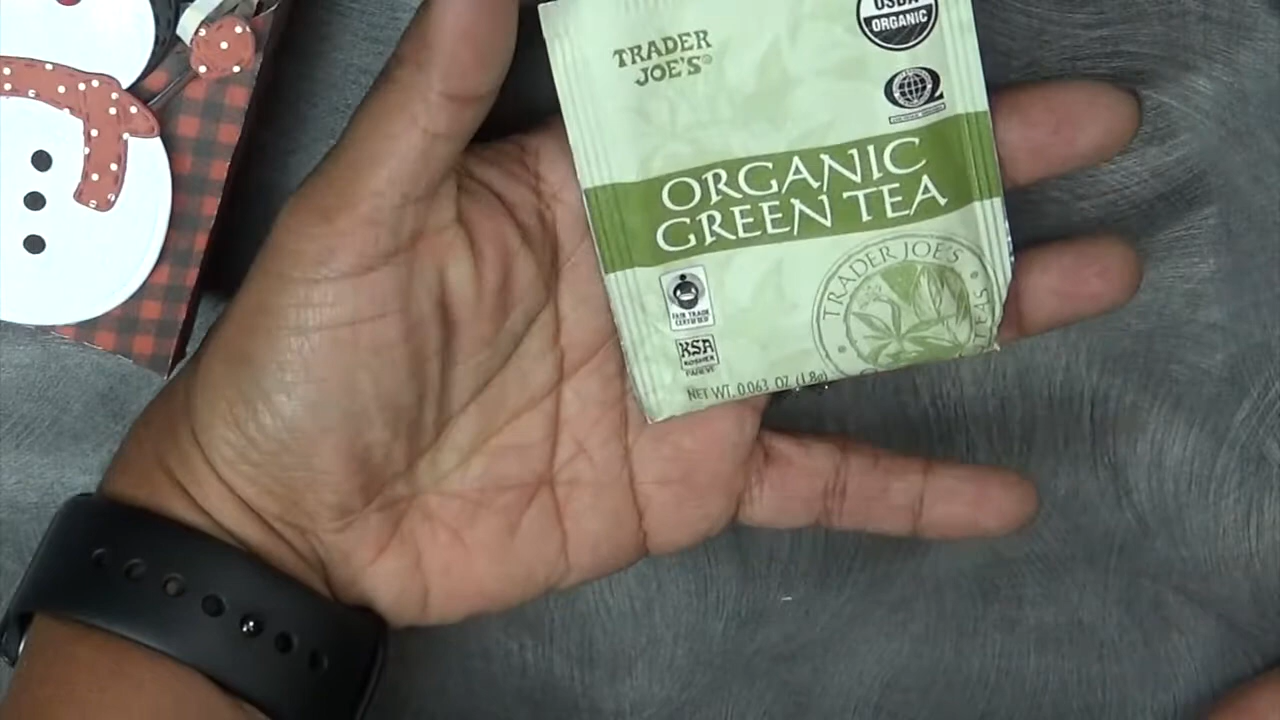 USDA
ORGANIC
TRADER
JOE'S®
ORGANIC
GREEN TEA
FAIR TRADE
CERTIFIED
KSA
KOSHER
PAREVE
TRADER JOE'S
TEAS
NET WT. 0.063 OZ (1.8g)